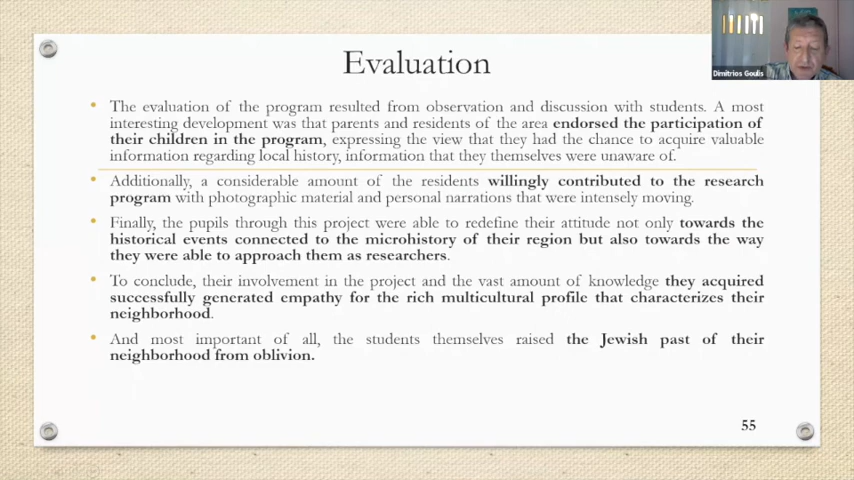 Evaluation
Dimitrios Goulis
• The evaluation of the program resulted from observation and discussion with students. A most
interesting development was that parents and residents of the area endorsed the participation of
their children in the program, expressing the view that they had the chance to acquire valuable
information regarding local history, information that they themselves were unaware of.
• Additionally, a considerable amount of the residents willingly contributed to the research
program with photographic material and personal narrations that were intensely moving.
• Finally, the pupils through this project were able to redefine their attitude not only towards the
historical events connected to the microhistory of their region but also towards the way
they were able to approach them as researchers.
• To conclude, their involvement in the project and the vast amount of knowledge they acquired
successfully generated empathy for the rich multicultural profile that characterizes their
neighborhood.
• And most important of all, the students themselves raised the Jewish past of their
neighborhood from oblivion.
55